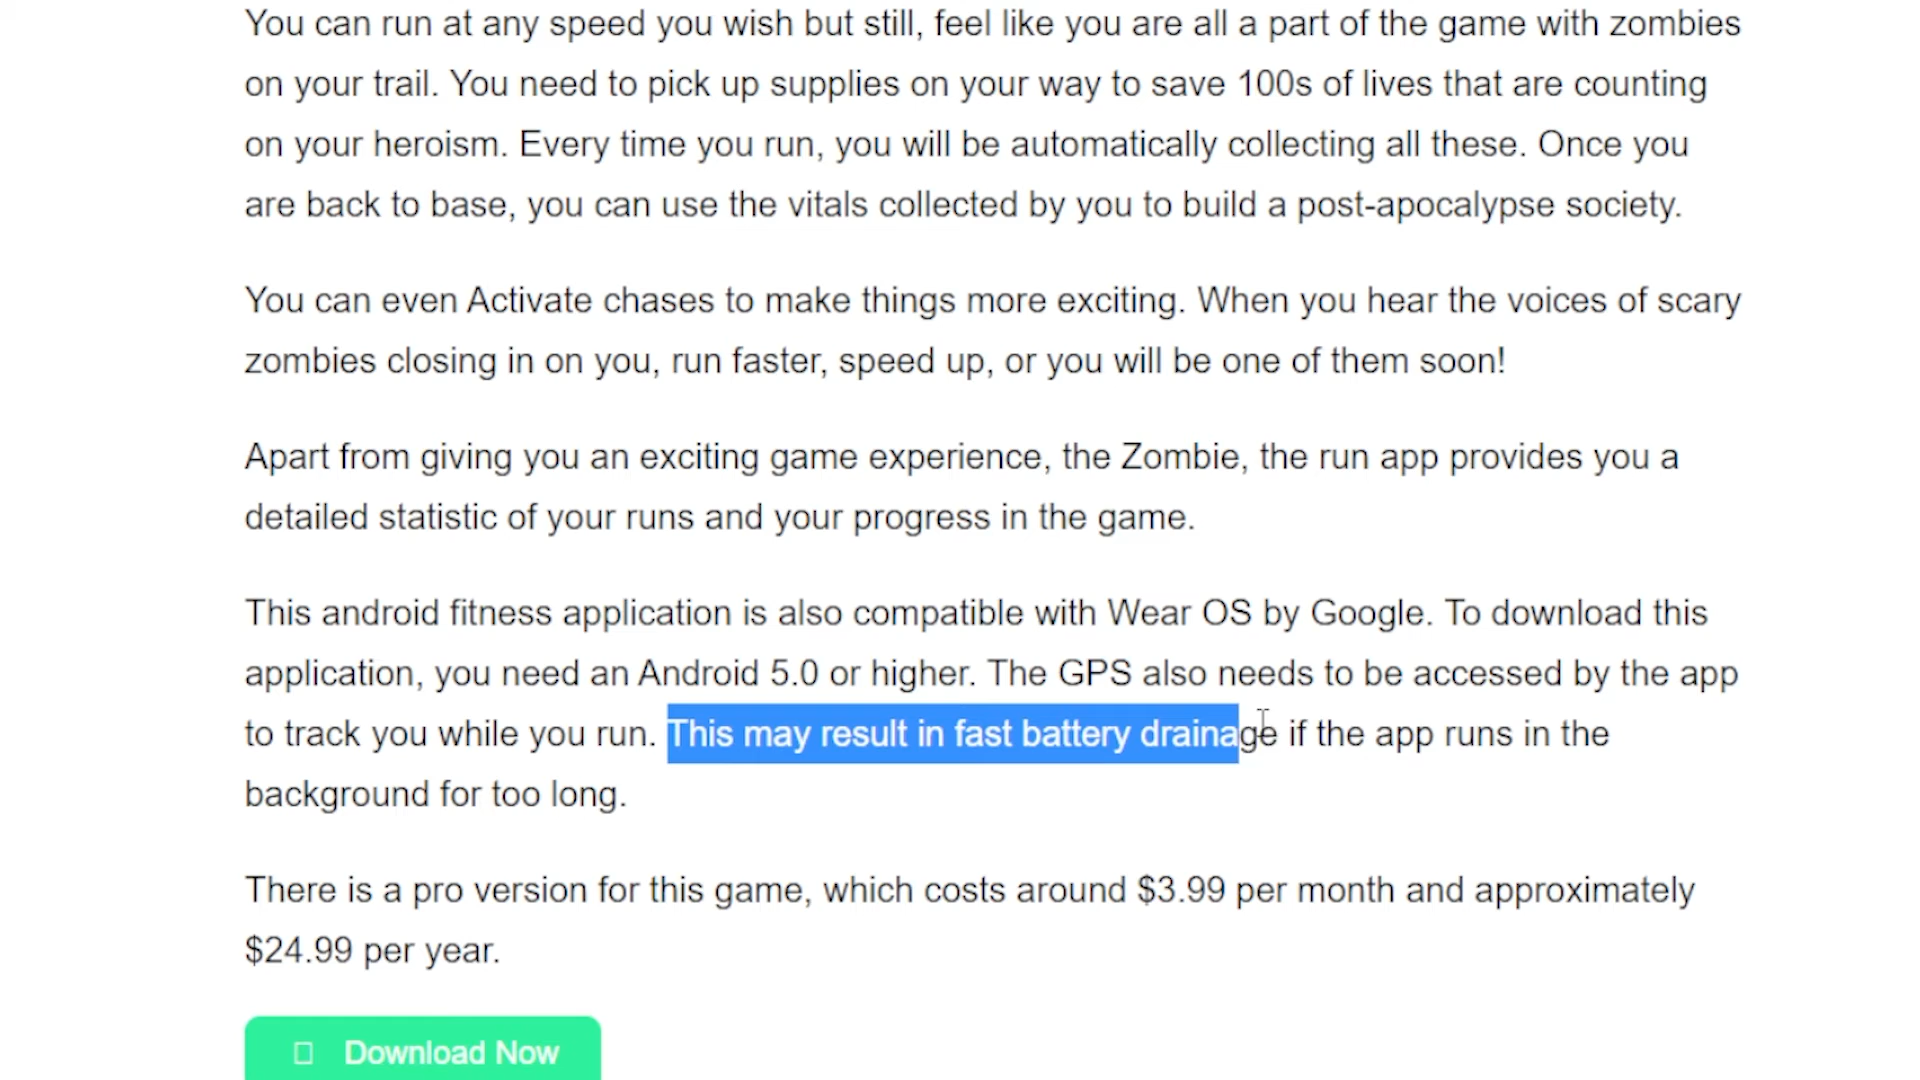 You can run at any speed you wish but still, feel like you are all a part of the game with zombies
on your trail. You need to pick up supplies on your way to save 100s of lives that are counting
on your heroism. Every time you run, you will be automatically collecting all these. Once you
are back to base, you can use the vitals collected by you to build a post-apocalypse society.
You can even Activate chases to make things more exciting. When you hear the voices of scary
zombies closing in on you, run faster, speed up, or you will be one of them soon!
Apart from giving you an exciting game experience, the Zombie, the run app provides you a
detailed statistic of your runs and your progress in the game.
This android fitness application is also compatible with Wear OS by Google. To download this
application, you need an Android 5.0 or higher. The GPS also needs to be accessed by the app
to track you while you run. This may result in fast battery drainage if the app runs in the
background for too long.
There is a pro version for this game, which costs around $3.99 per month and approximately
$24.99 per year.
Download Now